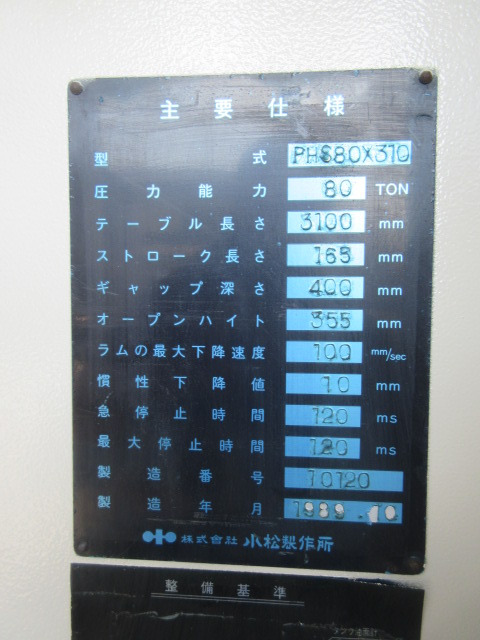 主要仕様
型式 PHS80X310
圧力能力 80 TON
テーブル長さ 3100 mm
ストローク長さ 165 mm
ギャップ深さ 400 mm
オープンハイト 355 mm
ラムの最大下降速度 100 mm/sec
慣性下降値 10 mm
急停止時間 120 ms
最大停止時間 120 ms
製造番号 10120
製造年月 1989.10
株式會社 小松製作所
整備基準